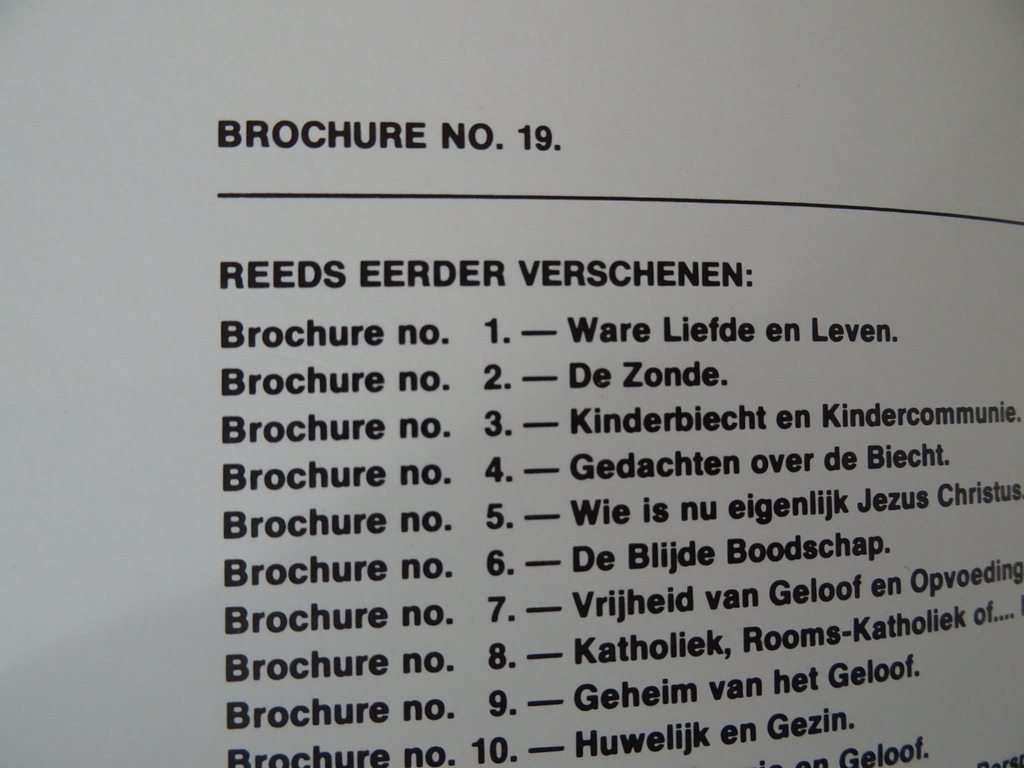 BROCHURE NO. 19.
REEDS EERDER VERSCHENEN:
Brochure no. 1. — Ware Liefde en Leven.
Brochure no. 2. — De Zonde.
Brochure no. 3. — Kinderbiecht en Kindercommunie.
Brochure no. 4. — Gedachten over de Biecht.
Brochure no. 5. — Wie is nu eigenlijk Jezus Christus.
Brochure no. 6. — De Blijde Boodschap.
Brochure no. 7. — Vrijheid van Geloof en Opvoeding
Brochure no. 8. — Katholiek, Rooms-Katholiek of....
Brochure no. 9. — Geheim van het Geloof.
Brochure no. 10. — Huwelijk en Gezin.
en Geloof.